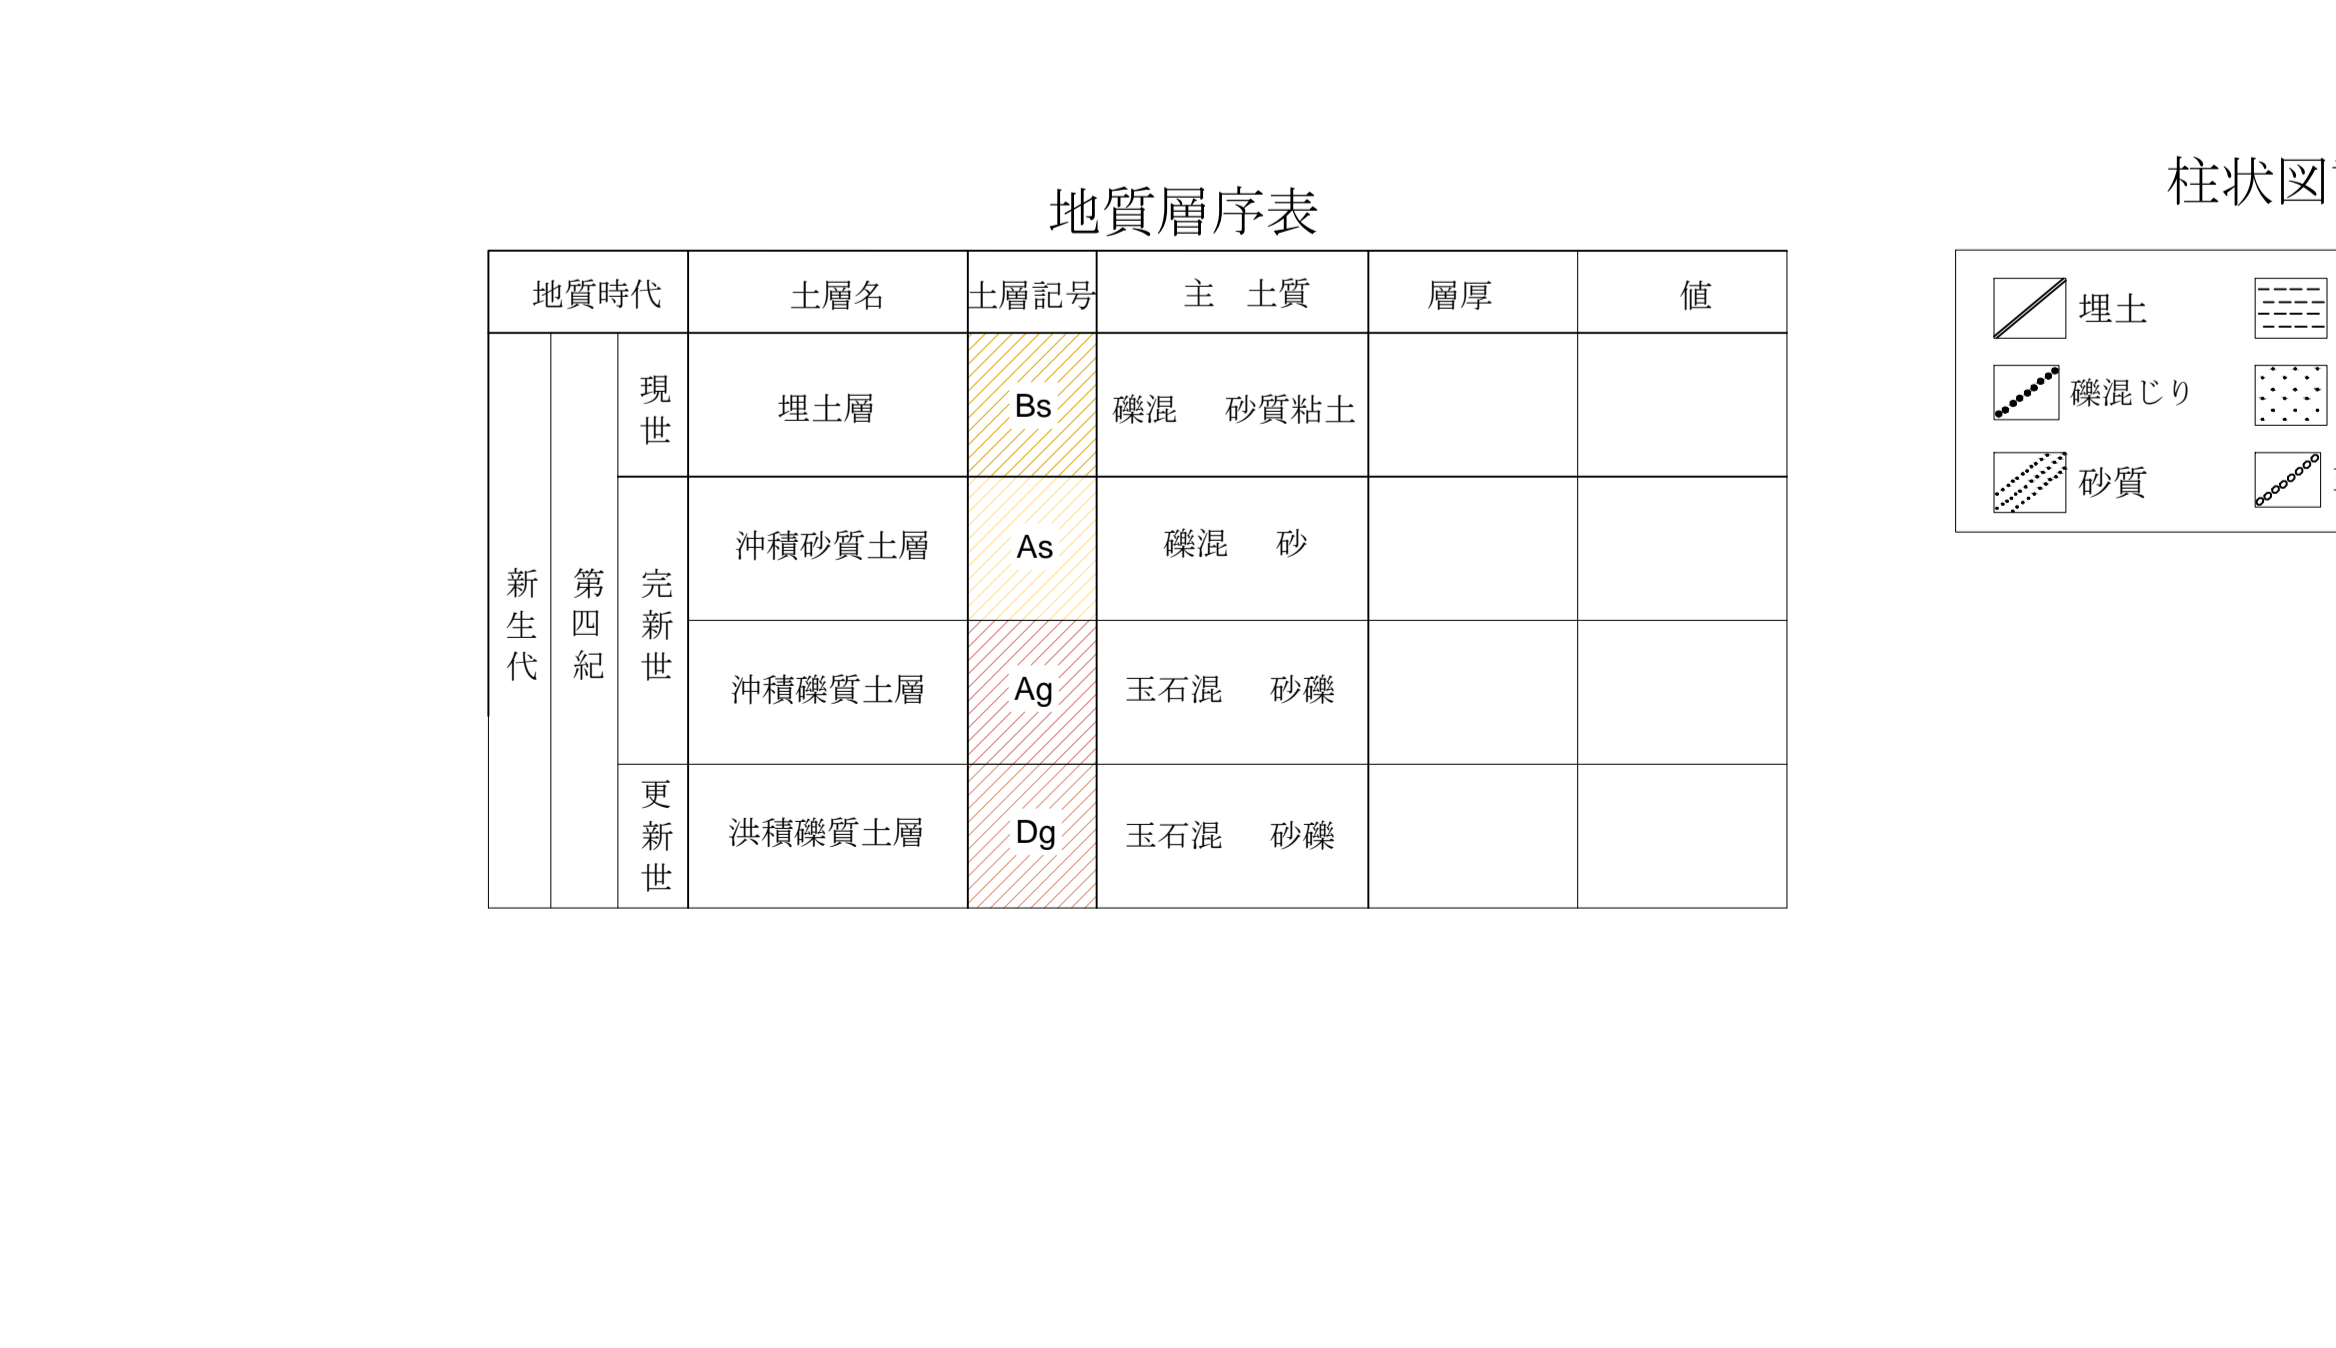 地質層序表
地質時代 土層名 土層記号 主　土質 層厚 値
新生代
第四紀
現世
埋土層 Bs 礫混　砂質粘土
完新世
沖積砂質土層 As 礫混　砂
沖積礫質土層 Ag 玉石混　砂礫
更新世
洪積礫質土層 Dg 玉石混　砂礫
柱状図
埋土
礫混じり
砂質